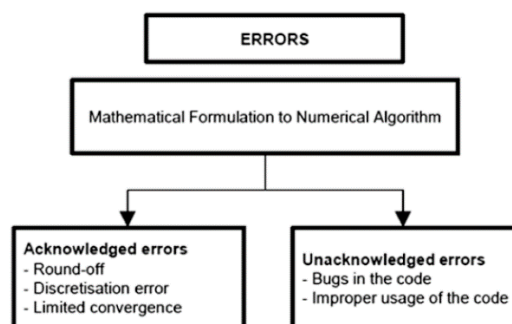 ERRORS
Mathematical Formulation to Numerical Algorithm
Acknowledged errors
- Round-off
- Discretisation error
- Limited convergence
Unacknowledged errors
- Bugs in the code
- Improper usage of the code